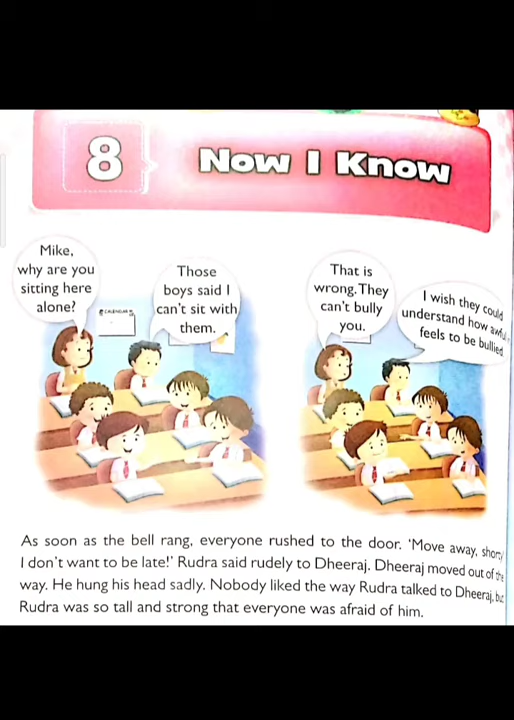 8
Now I Know
Mike,
why are you
sitting here
alone?
Those
boys said I
can't sit with
them.
CALENDAR
That is
wrong. They
can't bully
you.
I wish they could
understand how awful
feels to be bullied
As soon as the bell rang, everyone rushed to the door. 'Move away, shorty
I don't want to be late!' Rudra said rudely to Dheeraj. Dheeraj moved out of the
way. He hung his head sadly. Nobody liked the way Rudra talked to Dheeraj, but
Rudra was so tall and strong that everyone was afraid of him.